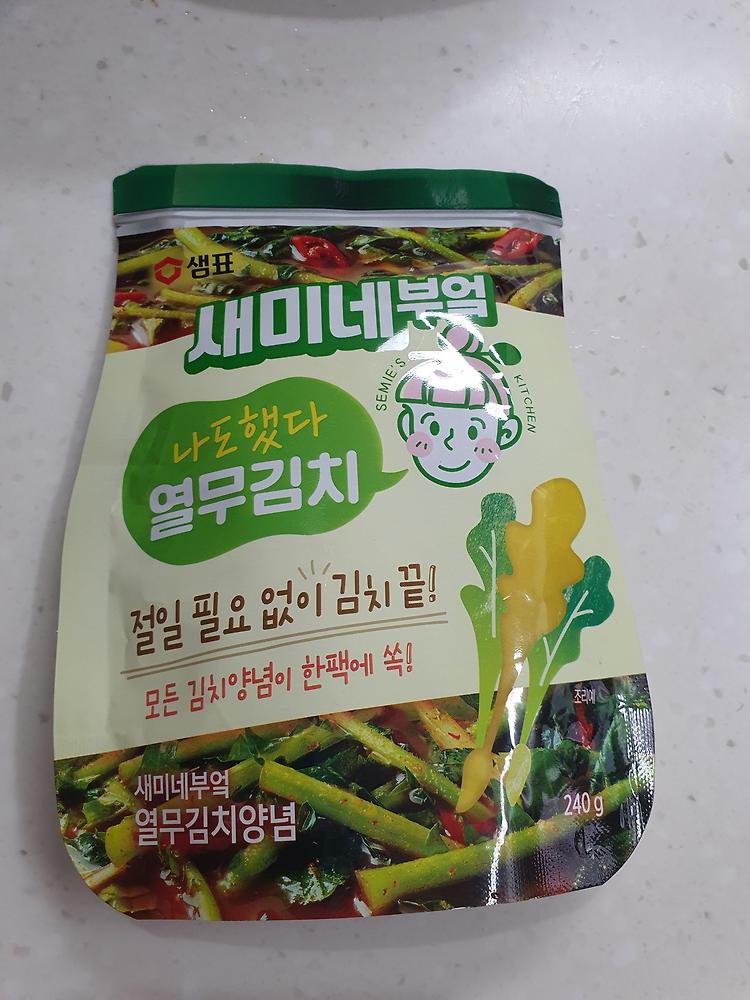 샘표
새미네부엌
SEMIE'S KITCHEN
나도했다
열무김치
절일 필요 없이 김치 끝!
모든 김치양념이 한팩에 쏙!
조리예
새미네부엌
열무김치양념
240 g